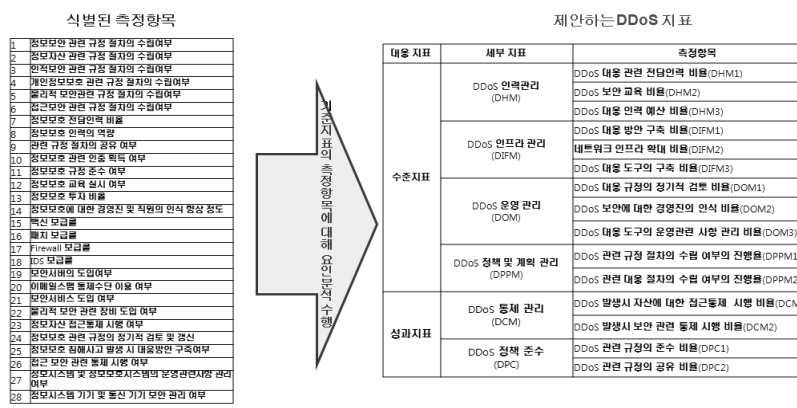 식별된 측정항목
1 정보보안 관련 규정 절차의 수립여부
2 정보자산 관련 규정 절차의 수립여부
3 인적보안 관련 규정 절차의 수립여부
4 개인정보보호 관련 규정 절차의 수립여부
5 물리적 보안관련 규정 절차의 수립여부
6 접근보안 관련 규정 절차의 수립여부
7 정보보호 전담인력 비율
8 정보보호 인력의 역량
9 관련 규정 절차의 공유 여부
10 정보보호 관련 인증 획득 여부
11 정보보호 규정 준수 여부
12 정보보호 교육 실시 여부
13 정보보호 투자 비율
14 정보보호에 대한 경영진 및 직원의 인식 향상 정도
15 백신 보급률
16 패치 보급률
17 Firewall 보급률
18 IDS 보급률
19 보안서버의 도입여부
20 이메일스팸 통제수단 이용 여부
21 보안서비스 도입 여부
22 물리적 보안 관련 장비 도입 여부
23 정보자산 접근통제 시행 여부
24 정보보호 관련 규정의 정기적 검토 및 갱신
25 정보보호 침해사고 발생 시 대응방안 구축여부
26 접근 보안 관련 통제 시행 여부
27 정보시스템 및 정보보호시스템의 운영관련사항 관리
여부
28 정보시스템 기기 및 통신 기기 보안 관리 여부
기준지표의 측정항목에 대해 요인분석 수행
제안하는DDoS 지표
대응 지표 세부 지표 측정항목
수준지표
DDoS 인력관리
(DHM)
DDoS 대응 관련 전담인력 비율(DHM1)
DDoS 보안 교육 비율(DHM2)
DDoS 대응 인력 예산 비율(DHM3)
DDoS 인프라 관리
(DIFM)
DDoS 대응 방안 구축 비율(DIFM1)
네트워크 인프라 확대 비율(DIFM2)
DDoS 대응 도구의 구축 비율(DIFM3)
DDoS 운영 관리
(DOM)
DDoS 대응 규정의 정기적 검토 비율(DOM1)
DDoS 보안에 대한 경영진의 인식 비율(DOM2)
DDoS 대응 도구의 운영관련 사항 관리 비율(DOM3)
DDoS 정책 및 계획 관리
(DPPM)
DDoS 관련 규정 절차의 수립 여부의 진행율(DPPM1
DDoS 관련 대응 절차의 수립 여부의 진행율(DPPM2
성과지표
DDoS 통제 관리
(DCM)
DDoS 발생시 자산에 대한 접근통제 시행 비율(DCM
DDoS 발생시 보안 관련 통제 시행 비율(DCM2)
DDoS 정책 준수
(DPC)
DDoS 관련 규정의 준수 비율(DPC1)
DDoS 관련 규정의 공유 비율(DPC2)